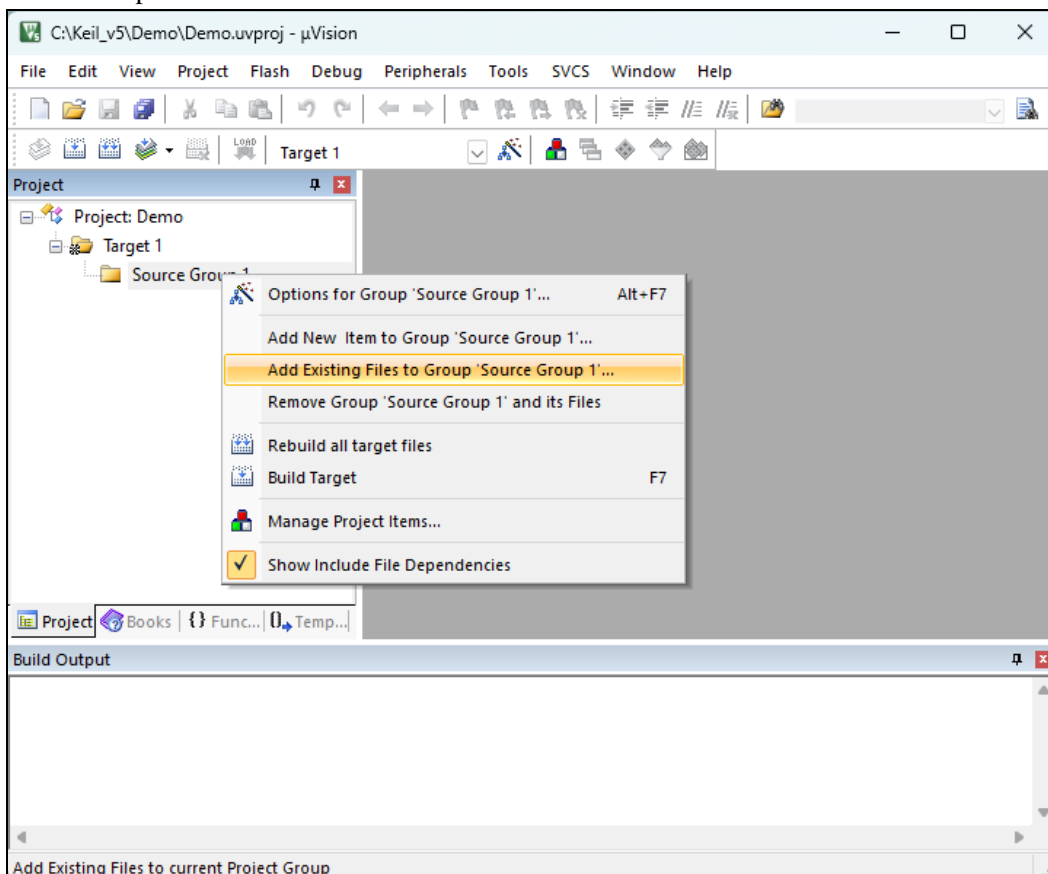 C:\Keil_v5\Demo\Demo.uvproj - µVision
File Edit View Project Flash Debug Peripherals Tools SVCS Window Help
LOAD Target 1
Project
Project: Demo
Target 1
Source Group 1
Options for Group 'Source Group 1'... Alt+F7
Add New Item to Group 'Source Group 1'...
Add Existing Files to Group 'Source Group 1'...
Remove Group 'Source Group 1' and its Files
Rebuild all target files
Build Target F7
Manage Project Items...
Show Include File Dependencies
Project Books {} Func... 0 Temp...
Build Output
Add Existing Files to current Project Group